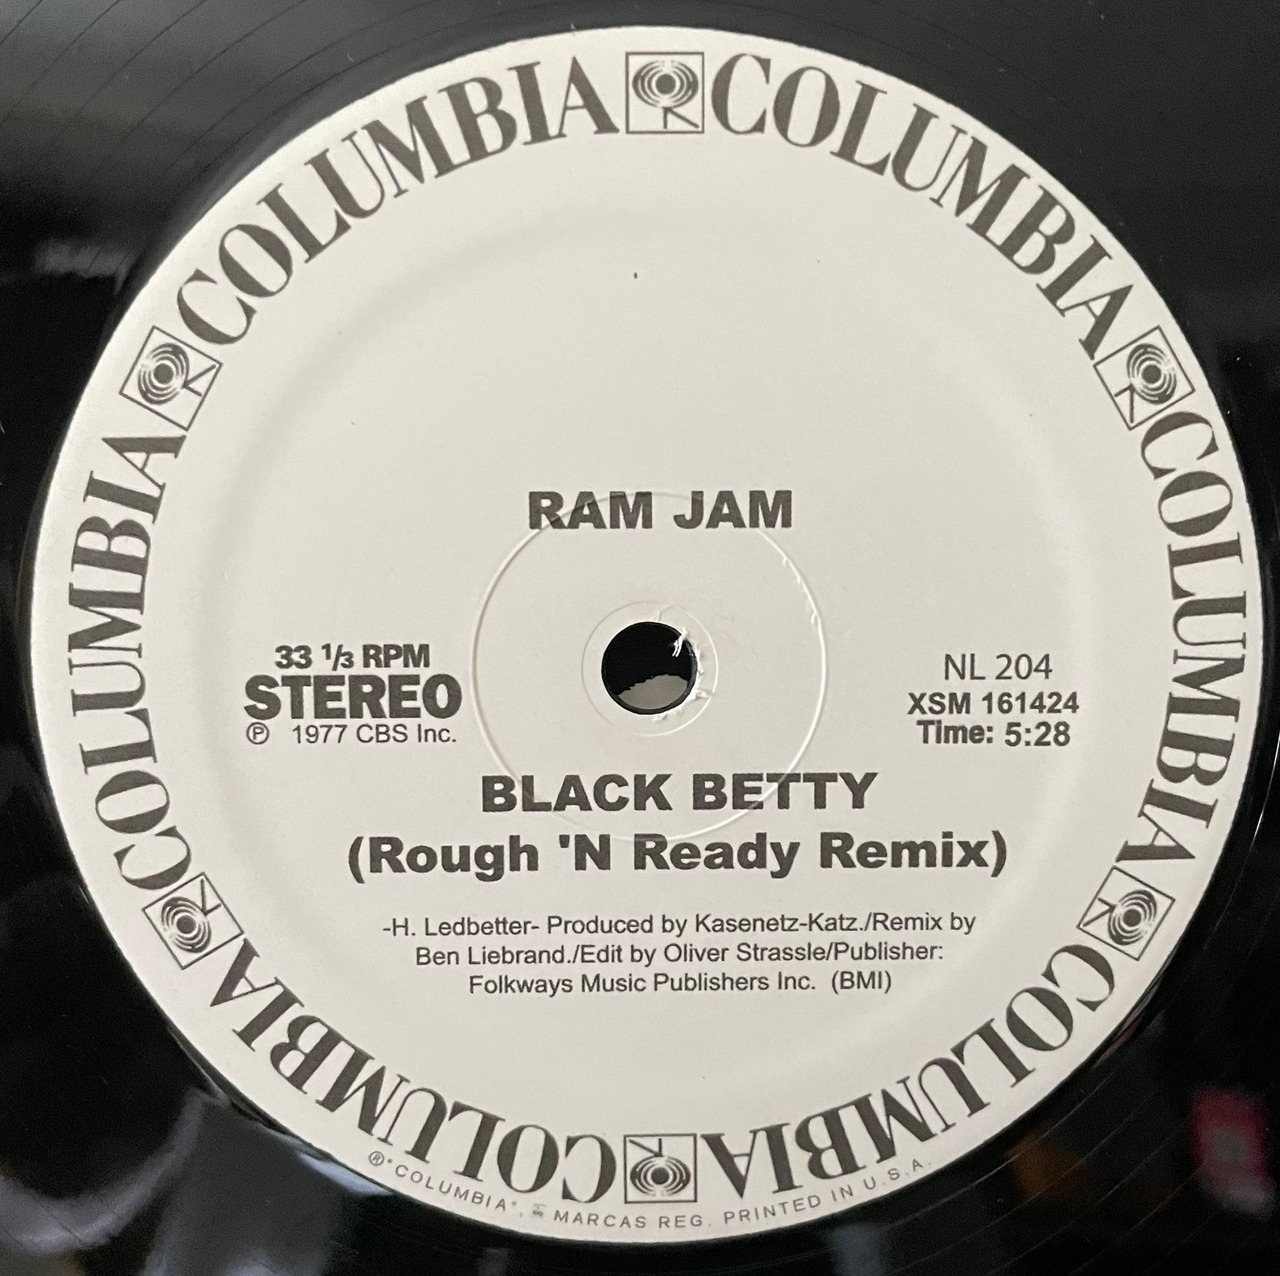 COLUMBIA COLUMBIA COLUMBIA COLUMBIA COLUMBIA COLUMBIA
RAM JAM
33 1/3 RPM
STEREO
℗ 1977 CBS Inc.
NL 204
XSM 161424
Time: 5:28
BLACK BETTY
(Rough 'N Ready Remix)
-H. Ledbetter- Produced by Kasenetz-Katz./Remix by
Ben Liebrand./Edit by Oliver Strassle/Publisher:
Folkways Music Publishers Inc. (BMI)
® "COLUMBIA", MARCAS REG. PRINTED IN U.S.A.